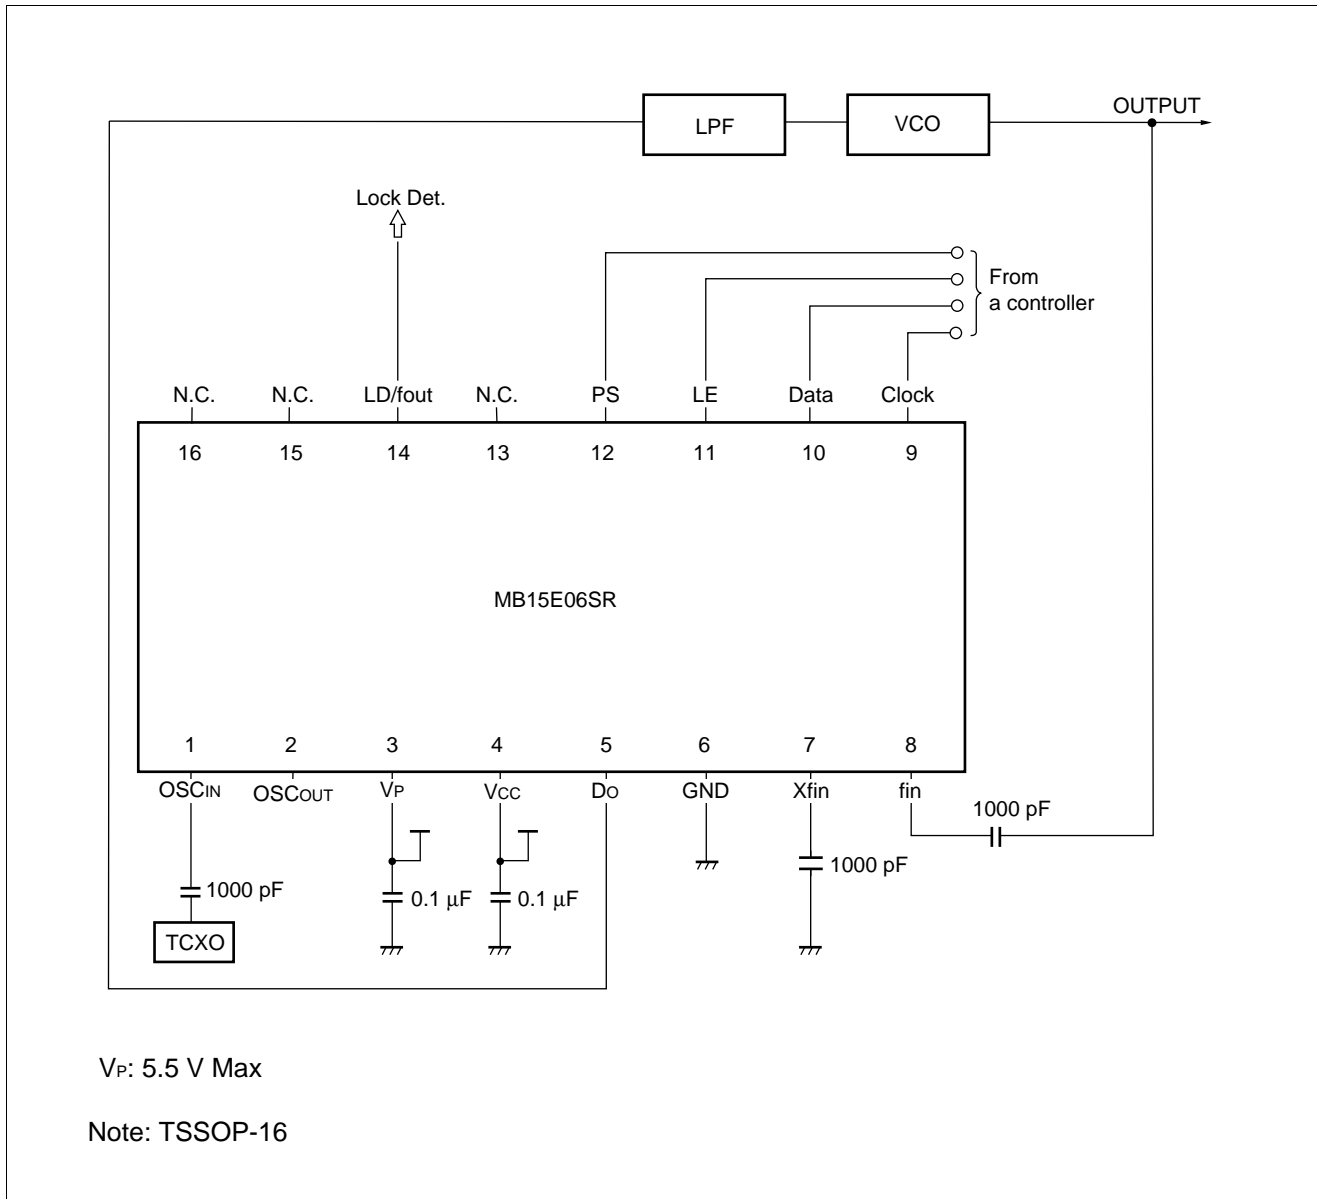 LPF
VCO
OUTPUT
Lock Det.
From
a controller
N.C.
N.C.
LD/fout
N.C.
PS
LE
Data
Clock
16
15
14
13
12
11
10
9
MB15E06SR
1
2
3
4
5
6
7
8
OSCIN
OSCOUT
VP
VCC
DO
GND
Xfin
fin
1000 pF
1000 pF
1000 pF
0.1 μF
0.1 μF
TCXO
VP: 5.5 V Max
Note: TSSOP-16